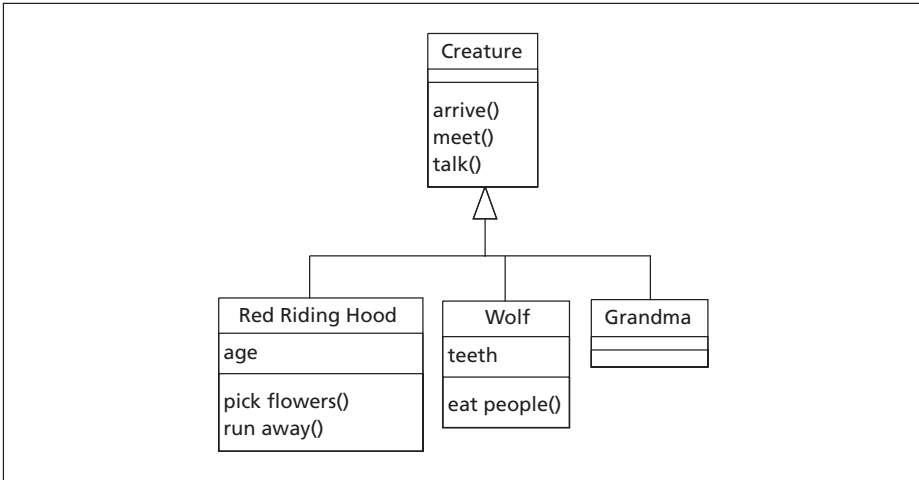 Creature
arrive()
meet()
talk()
Red Riding Hood
age
pick flowers()
run away()
Wolf
teeth
eat people()
Grandma